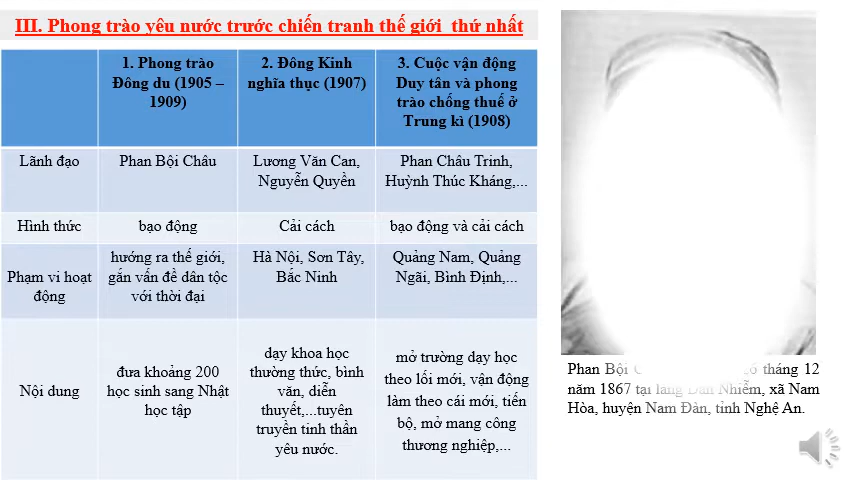 III. Phong trào yêu nước trước chiến tranh thế giới thứ nhất
1. Phong trào
Đông du (1905 –
1909)
2. Đông Kinh
nghĩa thục (1907)
3. Cuộc vận động
Duy tân và phong
trào chống thuế ở
Trung kì (1908)
Lãnh đạo
Phan Bội Châu
Lương Văn Can,
Nguyễn Quyền
Phan Châu Trinh,
Huỳnh Thúc Kháng,...
Hình thức
bạo động
Cải cách
bạo động và cải cách
Phạm vi hoạt
động
hướng ra thế giới,
gắn vấn đề dân tộc
với thời đại
Hà Nội, Sơn Tây,
Bắc Ninh
Quảng Nam, Quảng
Ngãi, Bình Định,...
Nội dung
đưa khoảng 200
học sinh sang Nhật
học tập
dạy khoa học
thường thức, bình
văn, diễn
thuyết,...tuyên
truyền tinh thần
yêu nước.
mở trường dạy học
theo lối mới, vận động
làm theo cái mới, tiến
bộ, mở mang công
thương nghiệp,...
Phan Bội tháng 12
năm 1867 tại làng Đan Nhiễm, xã Nam
Hòa, huyện Nam Đàn, tỉnh Nghệ An.